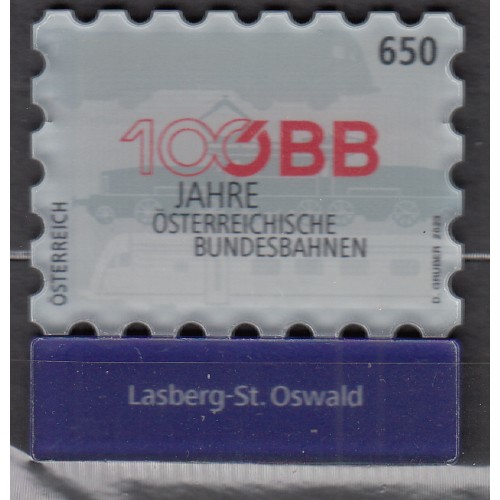 650
100 ÖBB
JAHRE
ÖSTERREICHISCHE
BUNDESBAHNEN
ÖSTERREICH
D. GRUBER 2023
Lasberg-St. Oswald